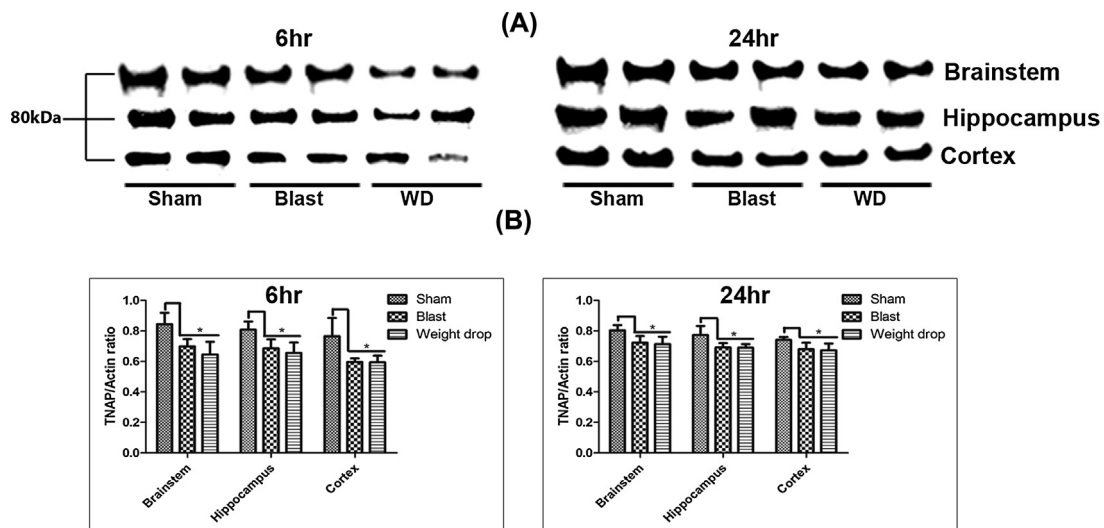 (A)
6hr
24hr
80kDa
Brainstem
Hippocampus
Cortex
Sham Blast WD
Sham Blast WD
(B)
6hr
Sham
Blast
Weight drop
TNAP/Actin ratio
1.0
0.8
0.6
0.4
0.2
0.0
* * *
Brainstem Hippocampus Cortex
24hr
Sham
Blast
Weight drop
TNAP/Actin ratio
1.0
0.8
0.6
0.4
0.2
0.0
* * *
Brainstem Hippocampus Cortex